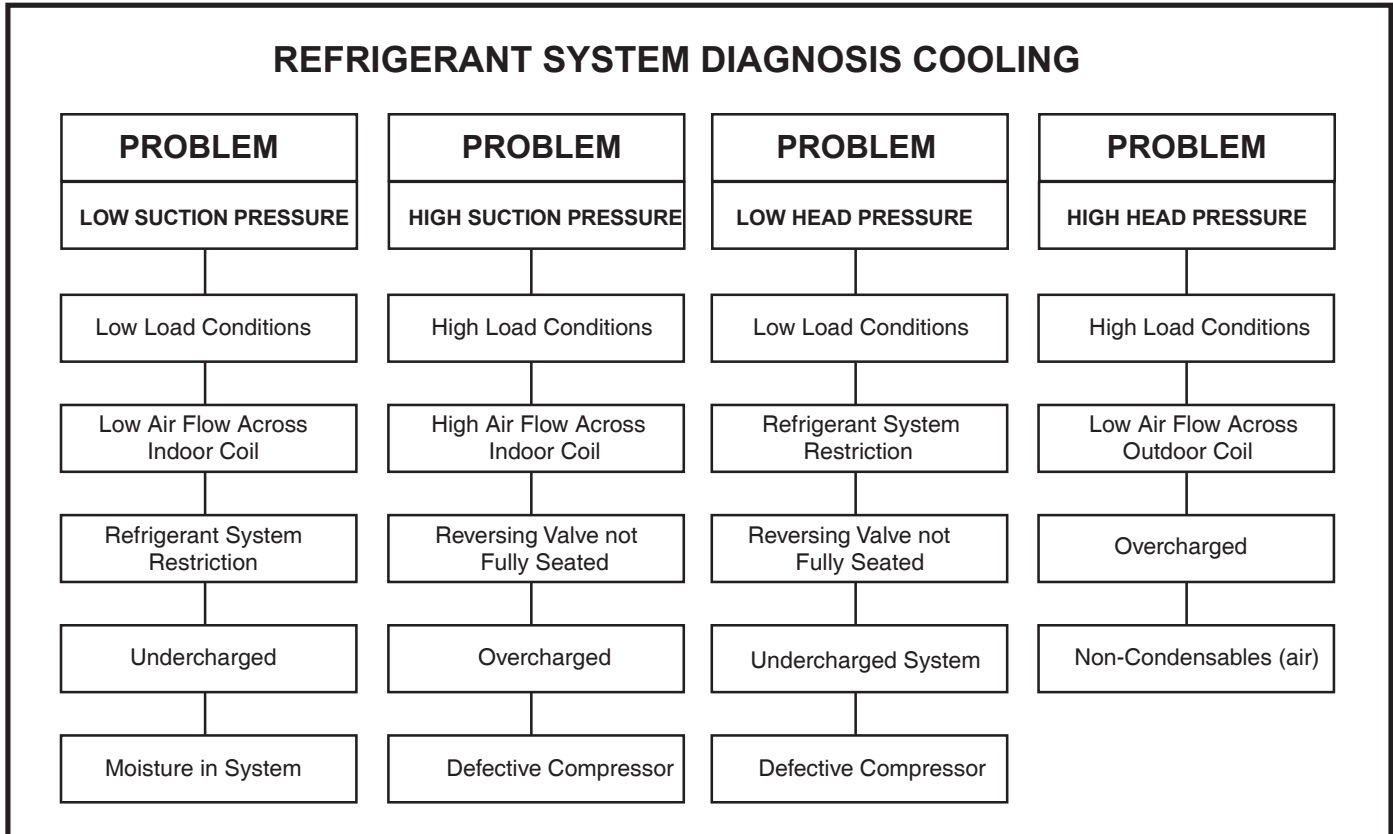 REFRIGERANT SYSTEM DIAGNOSIS COOLING
PROBLEM
LOW SUCTION PRESSURE
Low Load Conditions
Low Air Flow Across
Indoor Coil
Refrigerant System
Restriction
Undercharged
Moisture in System
PROBLEM
HIGH SUCTION PRESSURE
High Load Conditions
High Air Flow Across
Indoor Coil
Reversing Valve not
Fully Seated
Overcharged
Defective Compressor
PROBLEM
LOW HEAD PRESSURE
Low Load Conditions
Refrigerant System
Restriction
Reversing Valve not
Fully Seated
Undercharged System
Defective Compressor
PROBLEM
HIGH HEAD PRESSURE
High Load Conditions
Low Air Flow Across
Outdoor Coil
Overcharged
Non-Condensables (air)